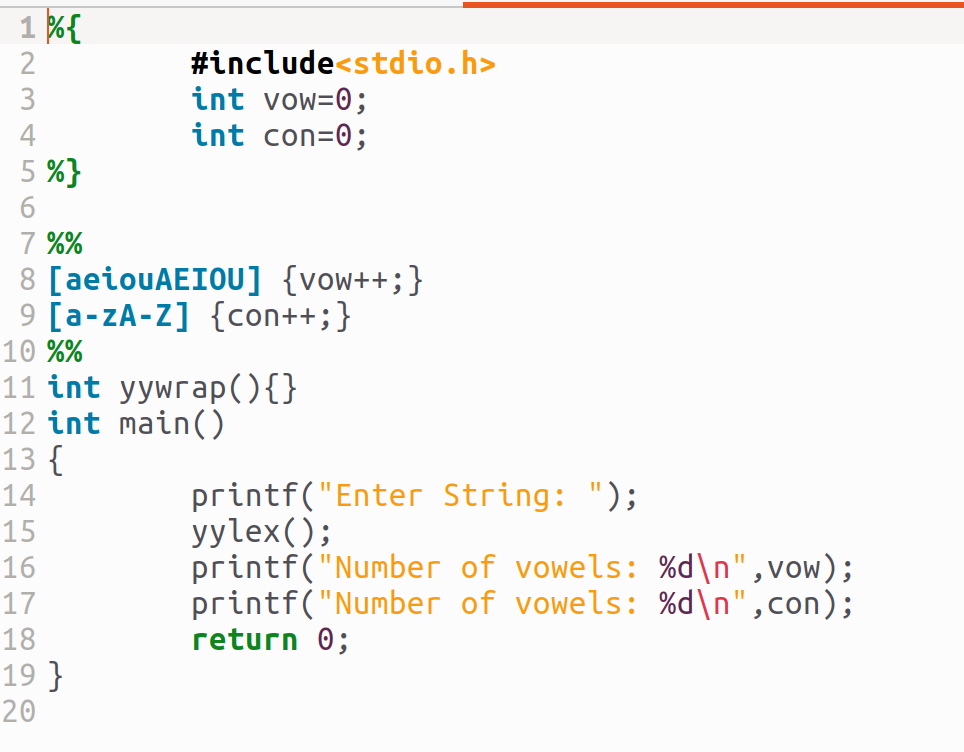 1 %{
2 #include<stdio.h>
3 int vow=0;
4 int con=0;
5 %}
6
7 %%
8 [aeiouAEIOU] {vow++;}
9 [a-zA-Z] {con++;}
10 %%
11 int yywrap(){}
12 int main()
13 {
14 printf("Enter String: ");
15 yylex();
16 printf("Number of vowels: %d\n",vow);
17 printf("Number of vowels: %d\n",con);
18 return 0;
19 }
20